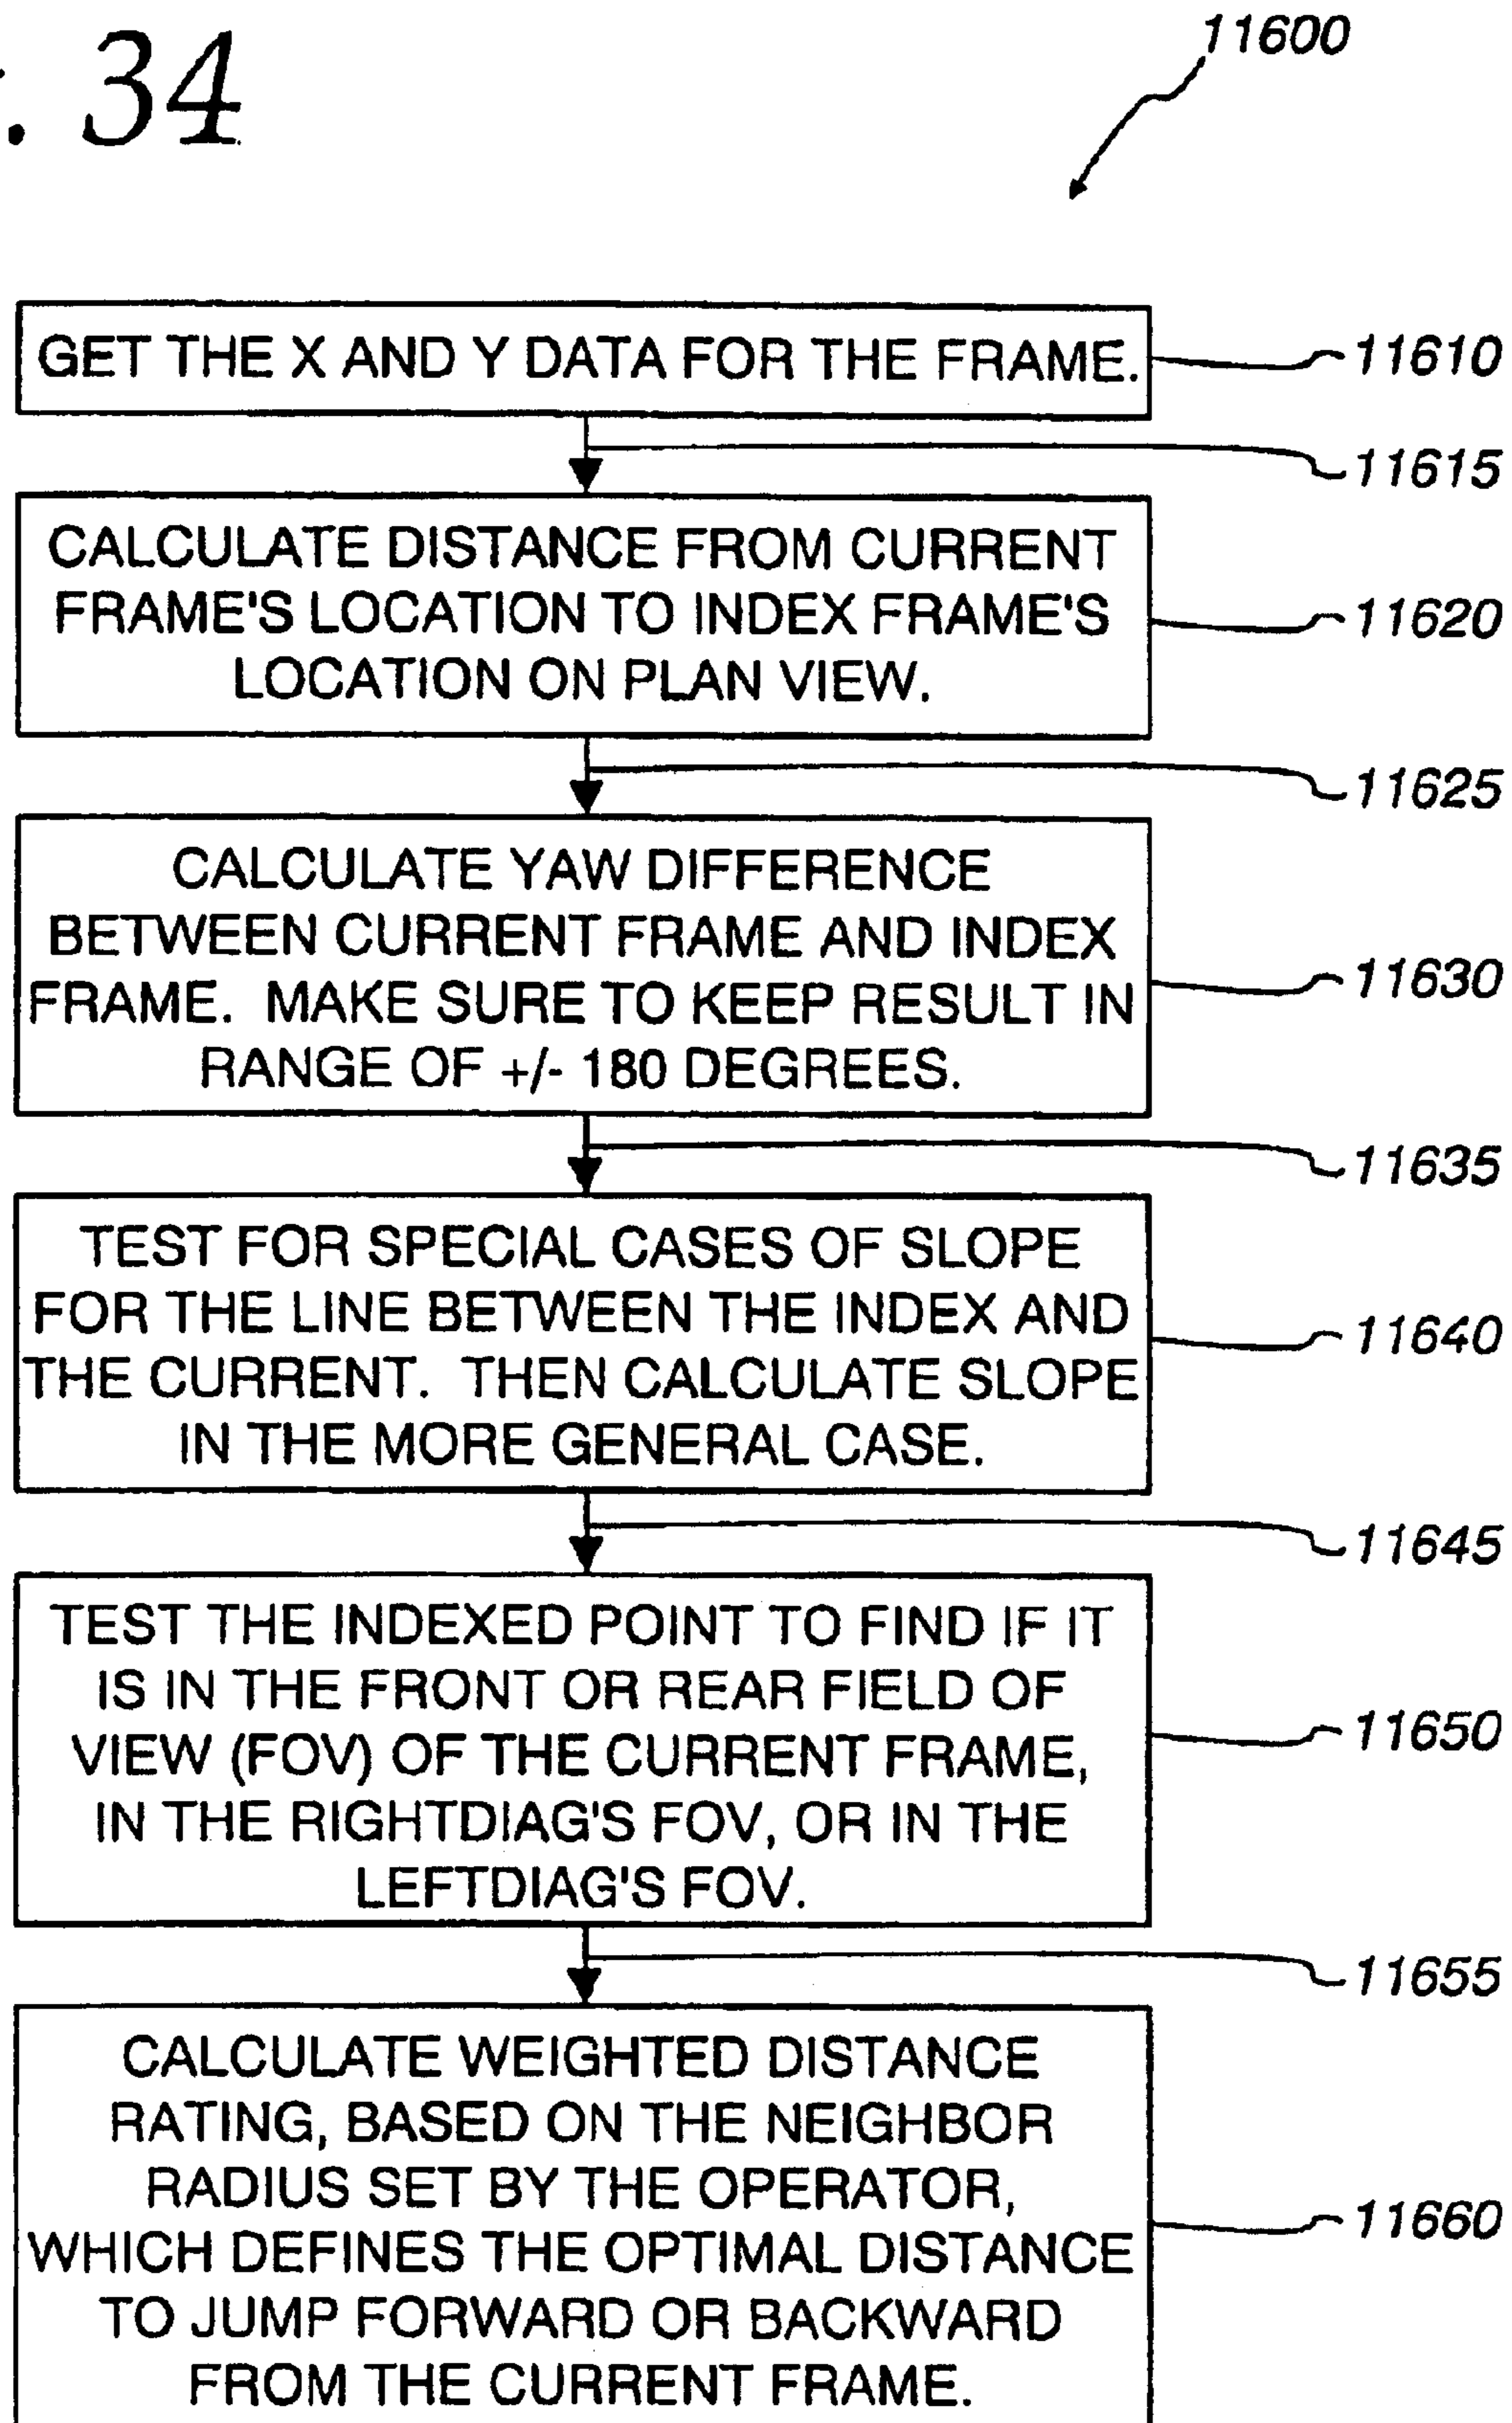 . 34
11600
GET THE X AND Y DATA FOR THE FRAME.
11610
11615
CALCULATE DISTANCE FROM CURRENT
FRAME'S LOCATION TO INDEX FRAME'S
LOCATION ON PLAN VIEW.
11620
11625
CALCULATE YAW DIFFERENCE
BETWEEN CURRENT FRAME AND INDEX
FRAME. MAKE SURE TO KEEP RESULT IN
RANGE OF +/- 180 DEGREES.
11630
11635
TEST FOR SPECIAL CASES OF SLOPE
FOR THE LINE BETWEEN THE INDEX AND
THE CURRENT. THEN CALCULATE SLOPE
IN THE MORE GENERAL CASE.
11640
11645
TEST THE INDEXED POINT TO FIND IF IT
IS IN THE FRONT OR REAR FIELD OF
VIEW (FOV) OF THE CURRENT FRAME,
IN THE RIGHTDIAG'S FOV, OR IN THE
LEFTDIAG'S FOV.
11650
11655
CALCULATE WEIGHTED DISTANCE
RATING, BASED ON THE NEIGHBOR
RADIUS SET BY THE OPERATOR,
WHICH DEFINES THE OPTIMAL DISTANCE
TO JUMP FORWARD OR BACKWARD
FROM THE CURRENT FRAME.
11660